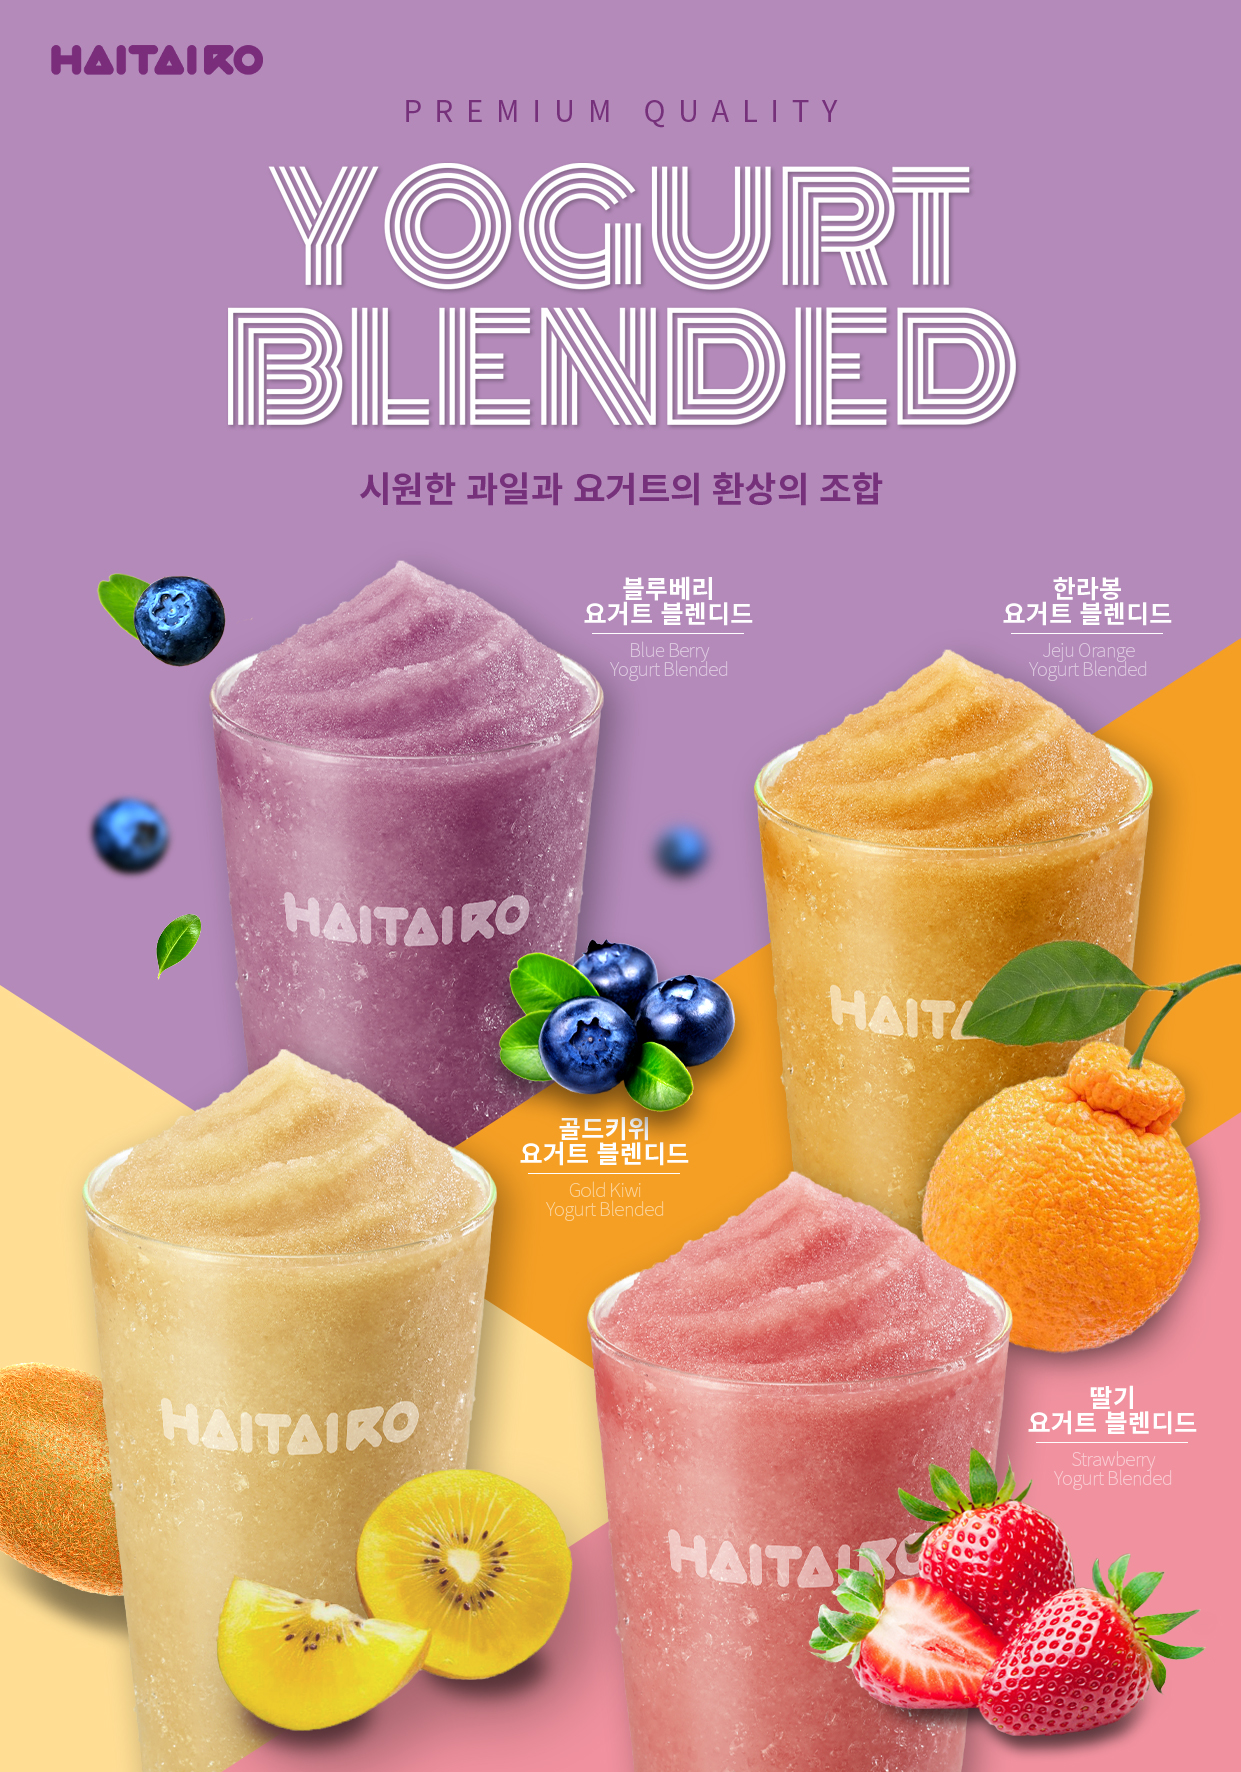 HAITAIRO
PREMIUM QUALITY
YOGURT
BLENDED
시원한 과일과 요거트의 환상의 조합
블루베리
요거트 블렌디드
Blue Berry
Yogurt Blended
한라봉
요거트 블렌디드
Jeju Orange
Yogurt Blended
HAITAIRO
HAITA
골드키위
요거트 블렌디드
Gold Kiwi
Yogurt Blended
HAITAIRO
딸기
요거트 블렌디드
Strawberry
Yogurt Blended
HAITAIRO